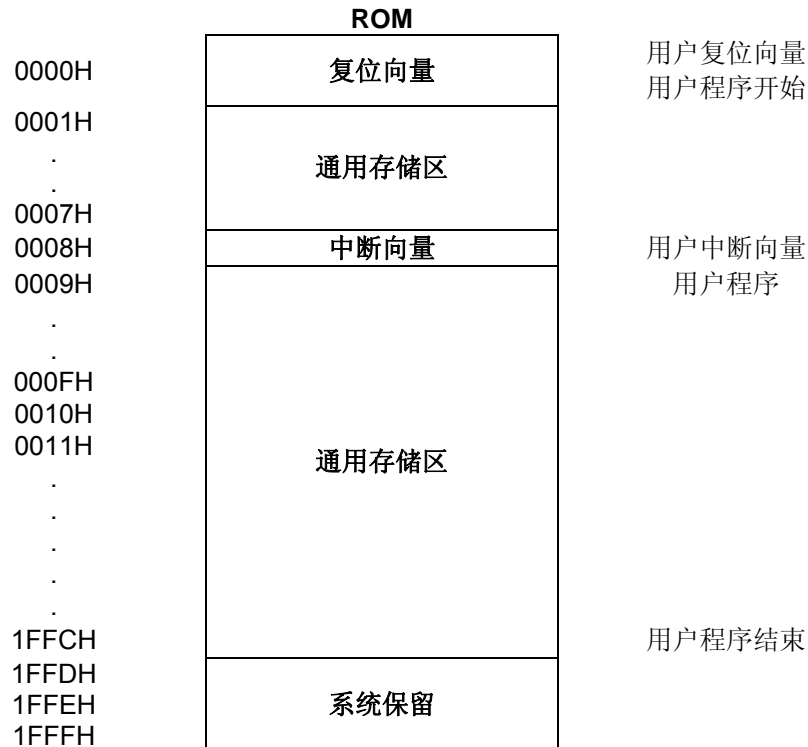 ROM
0000H 复位向量 用户复位向量
用户程序开始
0001H
.
.
通用存储区
0007H
0008H 中断向量 用户中断向量
0009H 用户程序
.
.
000FH
0010H
0011H
通用存储区
.
.
.
.
.
1FFCH 用户程序结束
1FFDH
1FFEH 系统保留
1FFFH